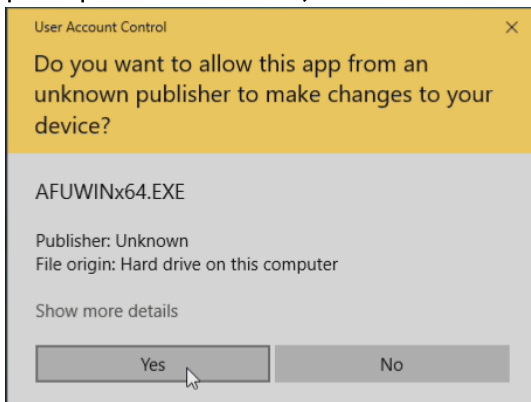 User Account Control
Do you want to allow this app from an
unknown publisher to make changes to your
device?
AFUWINx64.EXE
Publisher: Unknown
File origin: Hard drive on this computer
Show more details
Yes
No